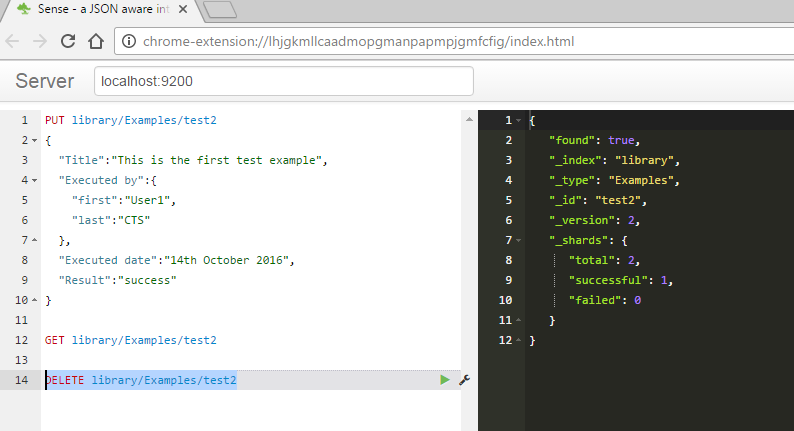 Sense - a JSON aware int
chrome-extension://lhjgkmllcaadmopgmanpapmpjgmfcfig/index.html
Server localhost:9200
1 PUT library/Examples/test2
2 {
3 "Title":"This is the first test example",
4 "Executed by":{
5 "first":"User1",
6 "last":"CTS"
7 },
8 "Executed date":"14th October 2016",
9 "Result":"success"
10 }
11
12 GET library/Examples/test2
13
14 DELETE library/Examples/test2
1 {
2 "found": true,
3 "_index": "library",
4 "_type": "Examples",
5 "_id": "test2",
6 "_version": 2,
7 "_shards": {
8 "total": 2,
9 "successful": 1,
10 "failed": 0
11 }
12 }